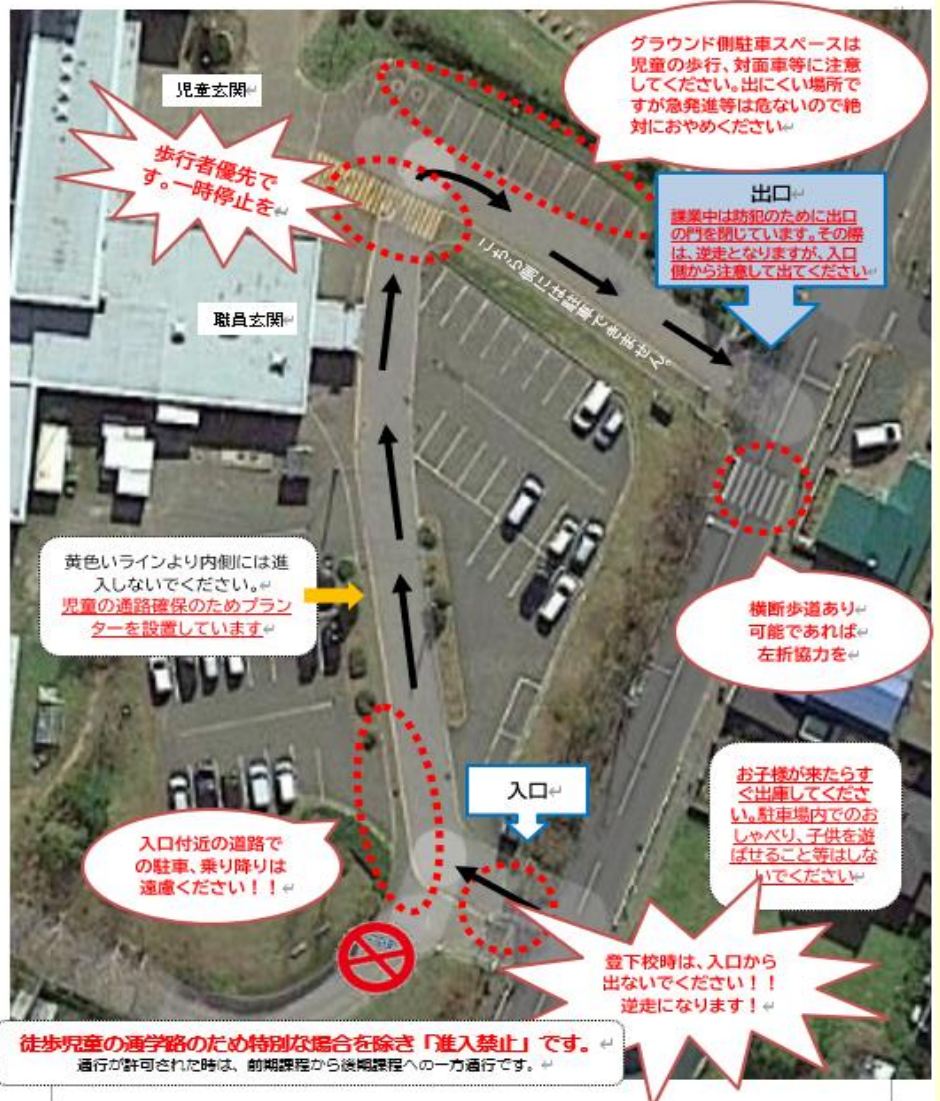 グラウンド側駐車スペースは
児童の歩行、対面車等に注意
してください。出にくい場所で
すが急発進等は危ないので絶
対におやめください
児童玄関
歩行者優先で
す。一時停止を
出口
課業中は防犯のために出口
の門を閉じています。その際
は、逆走となりますが、入口
側から注意して出てください
こちら側には駐車できません。
職員玄関
黄色いラインより内側には進
入しないでください。
児童の通路確保のためプラン
ターを設置しています
横断歩道あり
可能であれば
左折協力を
入口
お子様が来たらす
ぐ出庫してくださ
い。駐車場内でのお
しゃべり、子供を遊
ばせること等はしな
いでください
入口付近の道路で
の駐車、乗り降りは
遠慮ください！！
登下校時は、入口から
出ないでください！！
逆走になります！
徒歩児童の通学路のため特別な場合を除き「進入禁止」です。
通行が許可された時は、前期課程から後期課程への一方通行です。